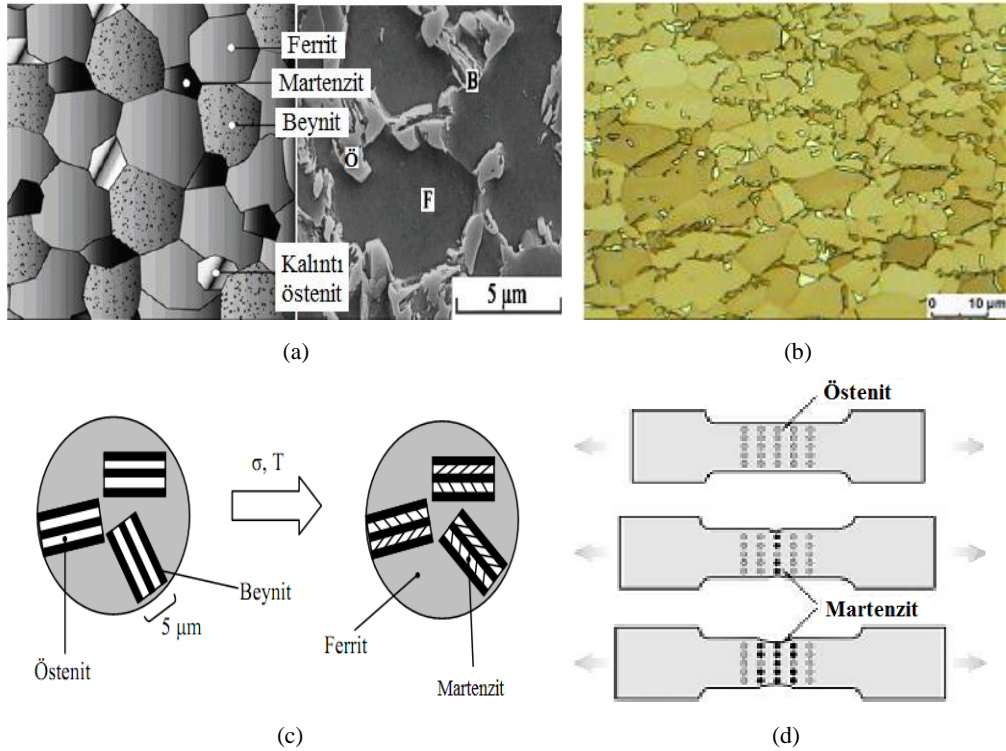 Ferrit
Martenzit
Beynit
Kalıntı
östenit
B
Ö
F
5 µm
0 10 µm
(a)
(b)
σ, T
Beynit
5 µm
Östenit
Ferrit
Martenzit
Östenit
Martenzit
(c)
(d)